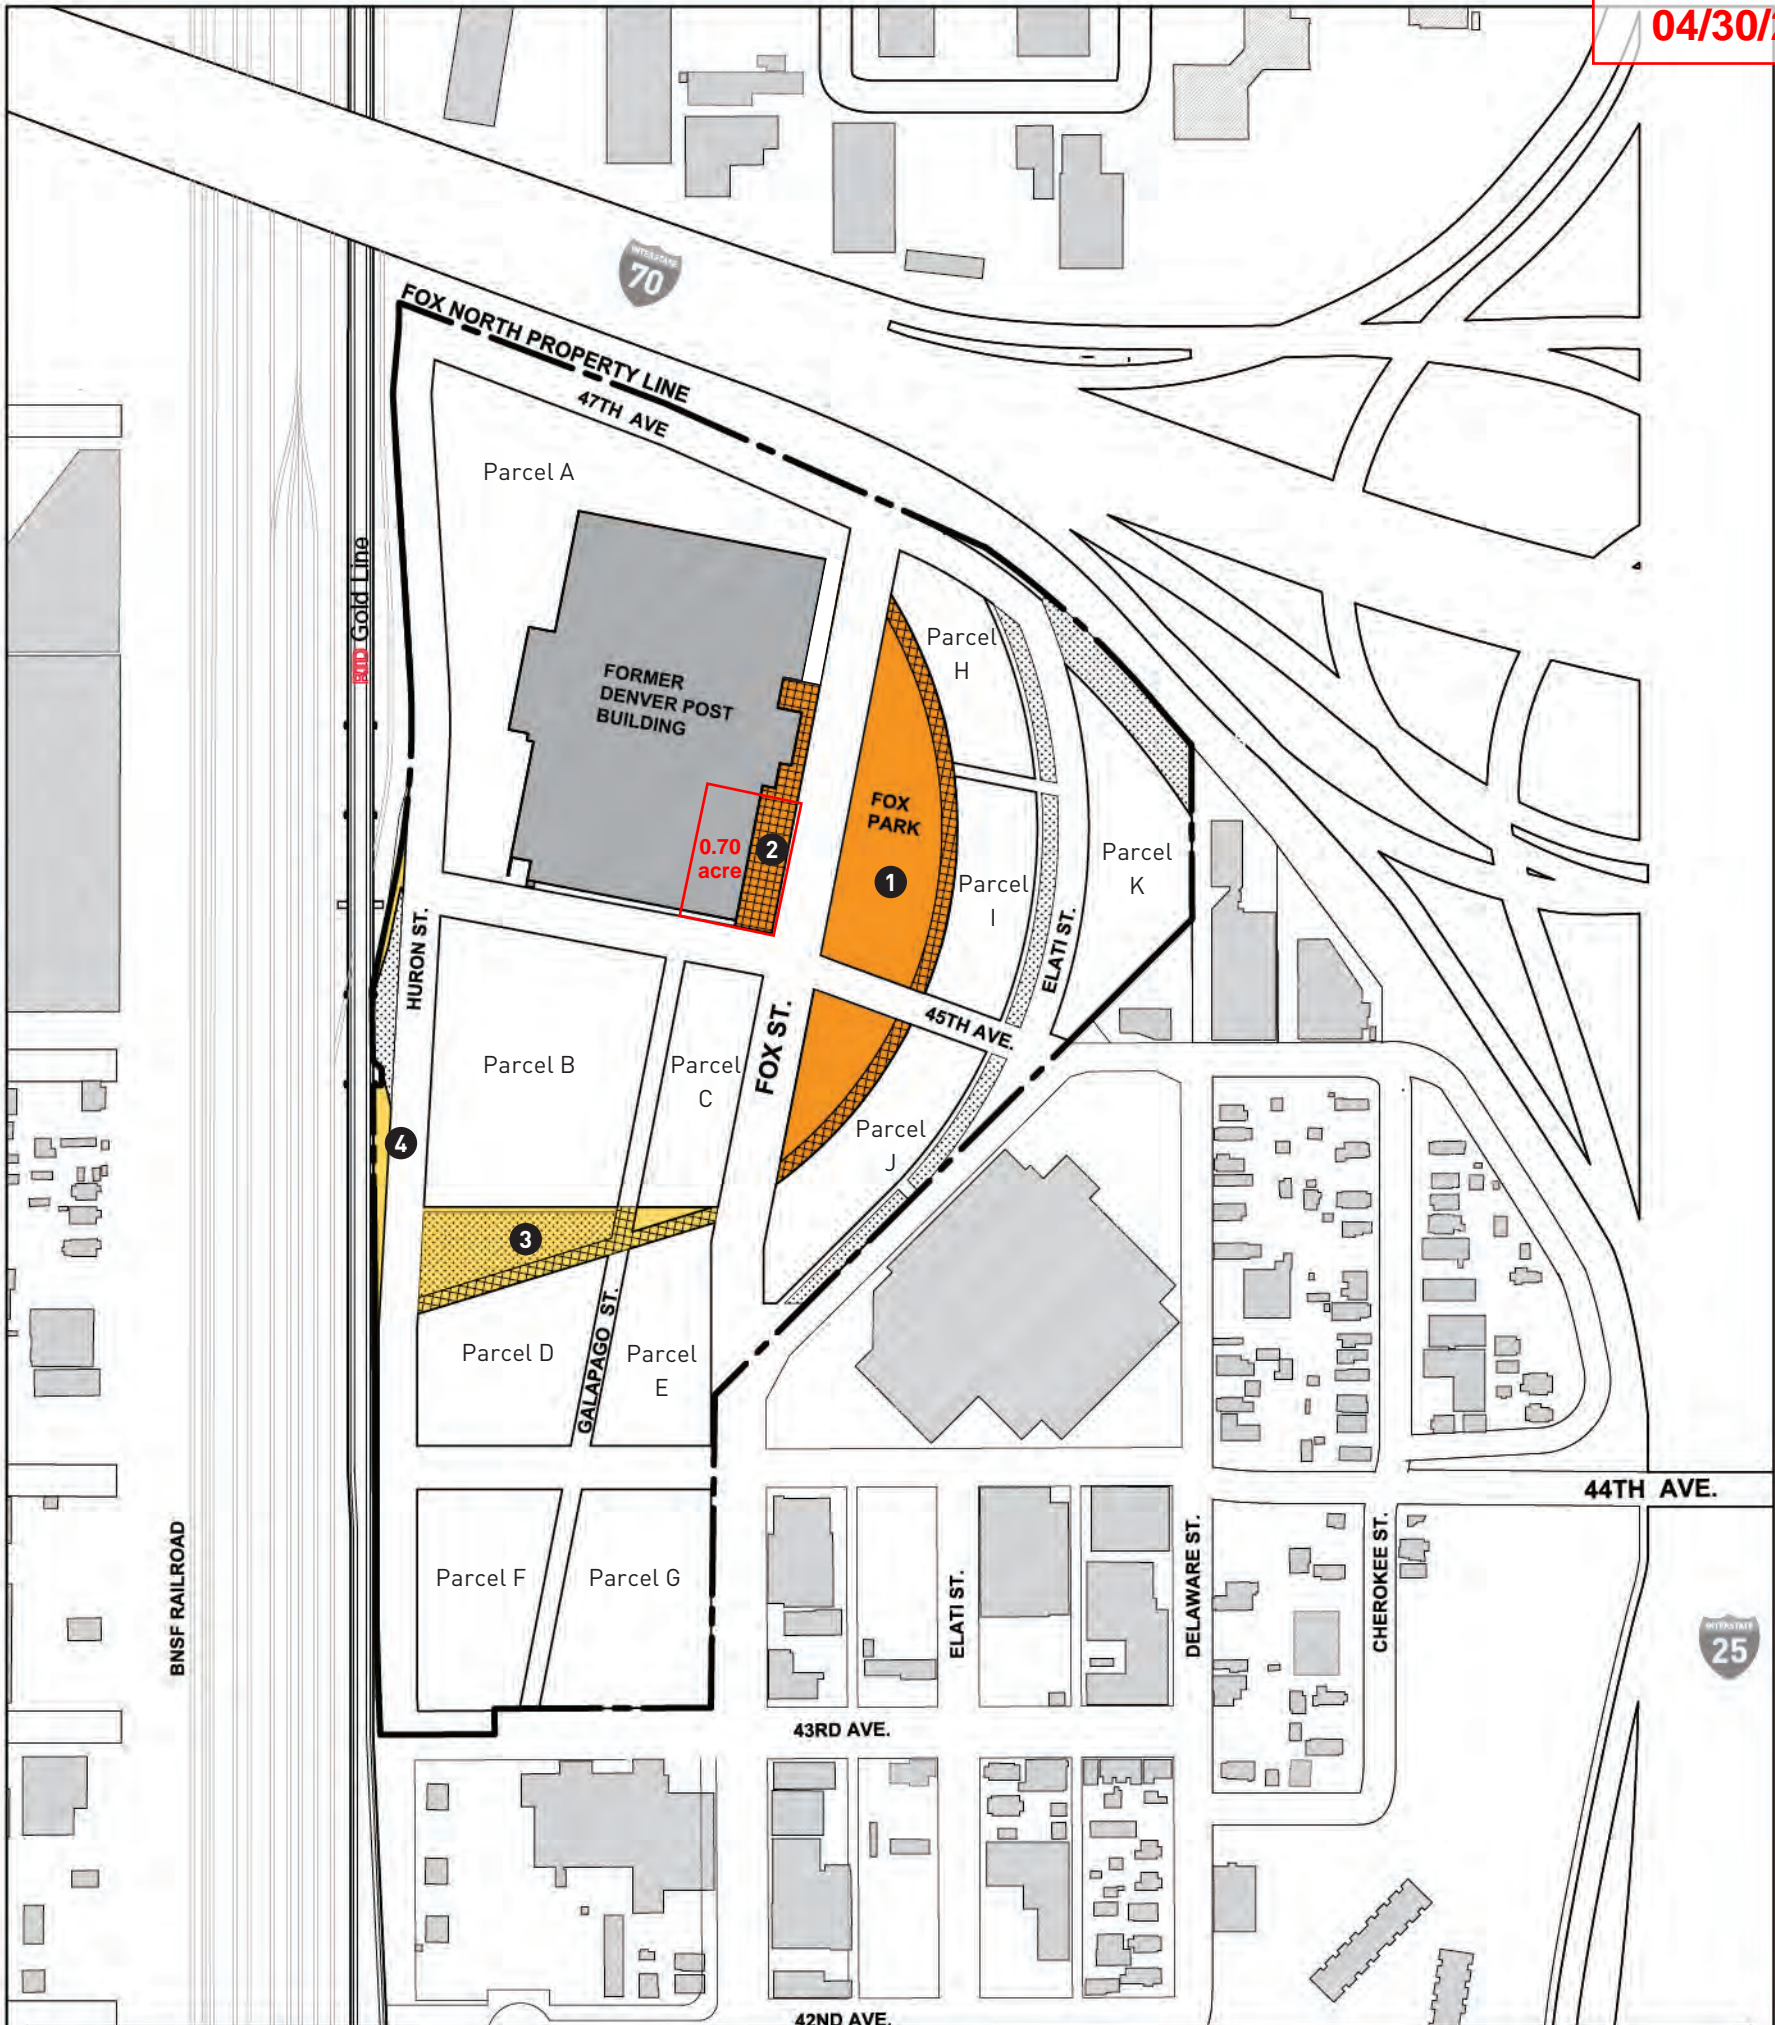 04/30/
INTERSTATE
70
FOX NORTH PROPERTY LINE
47TH AVE
Parcel A
Gold Line
FORMER
DENVER POST
BUILDING
Parcel
H
FOX
PARK
0.70
acre
2
1
Parcel
K
Parcel
I
HURON ST.
ELATI ST.
45TH AVE.
FOX ST.
Parcel B
Parcel
C
4
Parcel
J
3
GALAPAGO ST.
Parcel D
Parcel
E
44TH AVE.
BNSF RAILROAD
Parcel F
Parcel G
ELATI ST.
DELAWARE ST.
CHEROKEE ST.
INTERSTATE
25
43RD AVE.
42ND AVE.